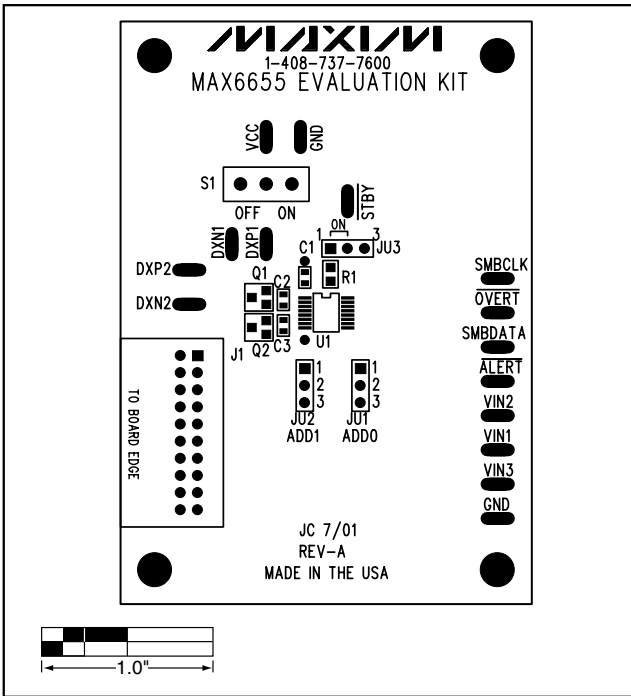 MAXIM
1-408-737-7600
MAX6655 EVALUATION KIT
VCC
GND
S1
OFF ON
STBY
DXN1
DXP1
ON
1 3
JU3
C1
DXP2
DXN2
Q1
C2
R1
U1
C3
Q2
J1
SMBCLK
OVERT
SMBDATA
ALERT
VIN2
VIN1
VIN3
GND
1
2
3
JU2
ADD1
1
2
3
JU1
ADD0
TO BOARD EDGE
JC 7/01
REV-A
MADE IN THE USA
1.0"